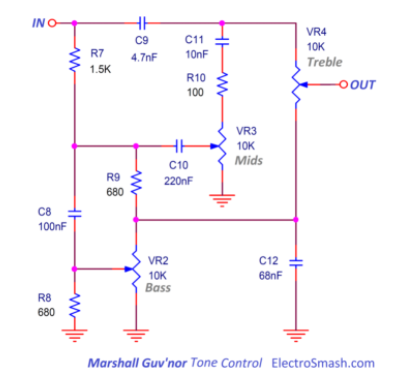 IN
C9
4.7nF
C11
10nF
VR4
10K
Treble
R7
1.5K
R10
100
OUT
VR3
10K
Mids
C10
220nF
R9
680
C8
100nF
VR2
10K
Bass
C12
68nF
R8
680
Marshall Guv'nor Tone Control ElectroSmash.com